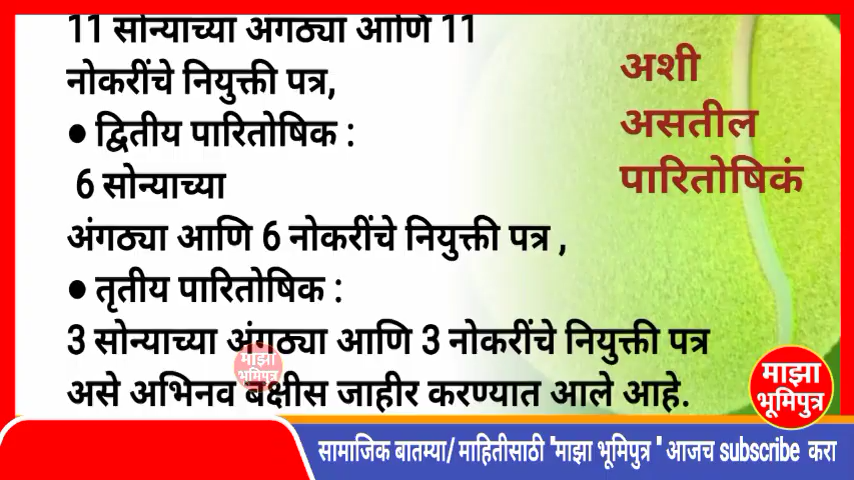 11 सोन्याच्या अंगठ्या आणि 11
नोकरींचे नियुक्ती पत्र,
● द्वितीय पारितोषिक :
6 सोन्याच्या
अंगठ्या आणि 6 नोकरींचे नियुक्ती पत्र ,
● तृतीय पारितोषिक :
3 सोन्याच्या अंगठ्या आणि 3 नोकरींचे नियुक्ती पत्र
असे अभिनव बक्षीस जाहीर करण्यात आले आहे.
अशी
असतील
पारितोषिकं
माझा
भूमिपुत्र
माझा
भूमिपुत्र
सामाजिक बातम्या/ माहितीसाठी "माझा भूमिपुत्र " आजच subscribe करा